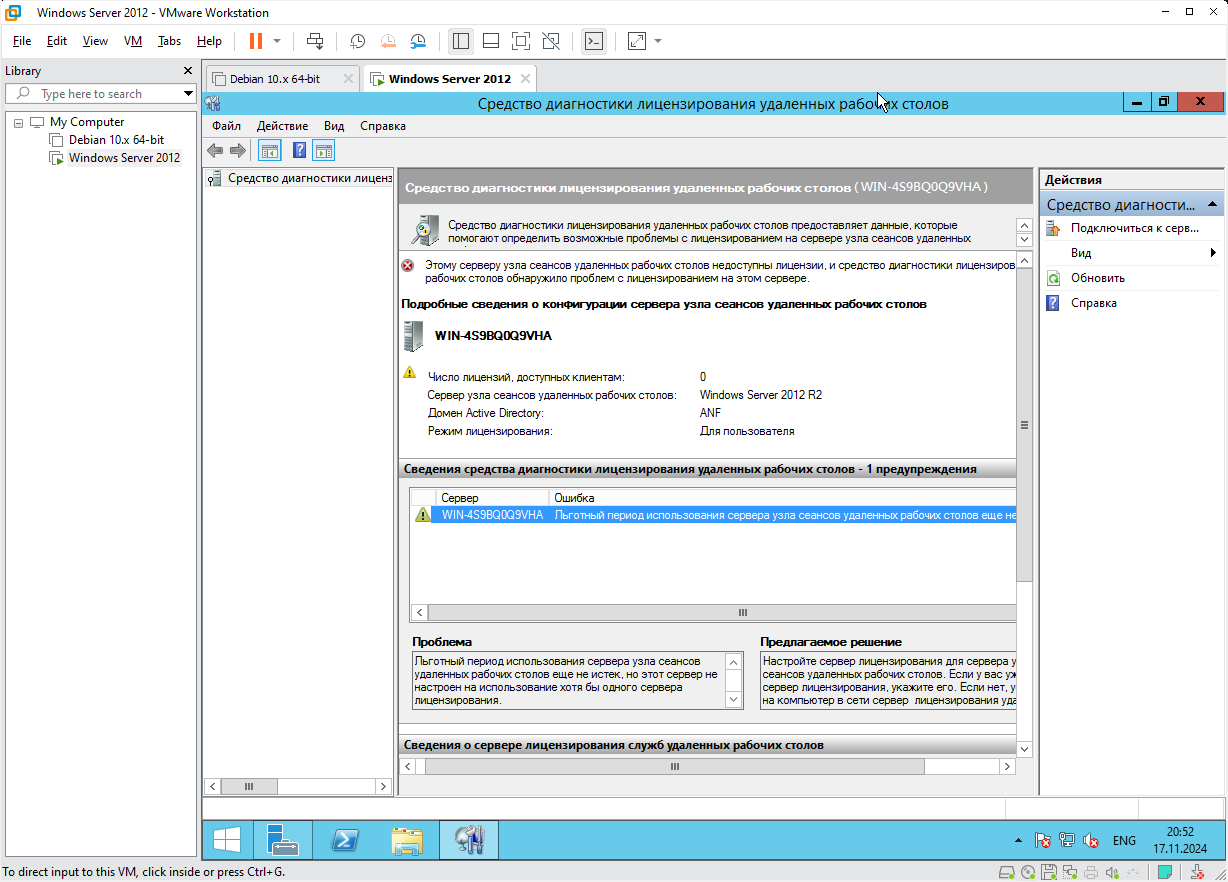 Windows Server 2012 - VMware Workstation
File Edit View VM Tabs Help
Library
Type here to search
My Computer
Debian 10.x 64-bit
Windows Server 2012
Debian 10.x 64-bit
Windows Server 2012
Средство диагностики лицензирования удаленных рабочих столов
Файл Действие Вид Справка
Средство диагностики лиценз
Средство диагностики лицензирования удаленных рабочих столов (WIN-4S9BQ0Q9VHA )
Средство диагностики лицензирования удаленных рабочих столов предоставляет данные, которые
помогают определить возможные проблемы с лицензированием на сервере узла сеансов удаленных
Этому серверу узла сеансов удаленных рабочих столов недоступны лицензии, и средство диагностики лицензиров
рабочих столов обнаружило проблем с лицензированием на этом сервере.
Подробные сведения о конфигурации сервера узла сеансов удаленных рабочих столов
WIN-4S9BQ0Q9VHA
Число лицензий, доступных клиентам: 0
Сервер узла сеансов удаленных рабочих столов: Windows Server 2012 R2
Домен Active Directory: ANF
Режим лицензирования: Для пользователя
Сведения средства диагностики лицензирования удаленных рабочих столов - 1 предупреждения
Сервер Ошибка
WIN-4S9BQ0Q9VHA Льготный период использования сервера узла сеансов удаленных рабочих столов еще не
Проблема
Льготный период использования сервера узла сеансов
удаленных рабочих столов еще не истек, но этот сервер не
настроен на использование хотя бы одного сервера
лицензирования.
Предлагаемое решение
Настройте сервер лицензирования для сервера у
сеансов удаленных рабочих столов. Если у вас уж
сервер лицензирования, укажите его. Если нет, у
на компьютер в сети сервер лицензирования уда
Сведения о сервере лицензирования служб удаленных рабочих столов
Действия
Средство диагности...
Подключиться к серв...
Вид
Обновить
Справка
ENG
20:52
17.11.2024
To direct input to this VM, click inside or press Ctrl+G.